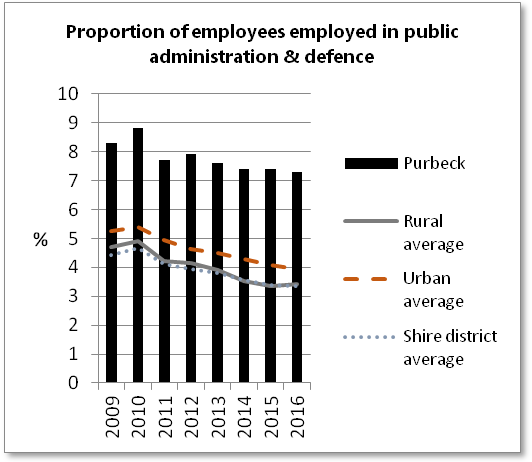 Proportion of employees employed in public
administration & defence
10
9
8
7
6
5
4
3
2
1
0
%
2009
2010
2011
2012
2013
2014
2015
2016
Purbeck
Rural
average
Urban
average
Shire district
average